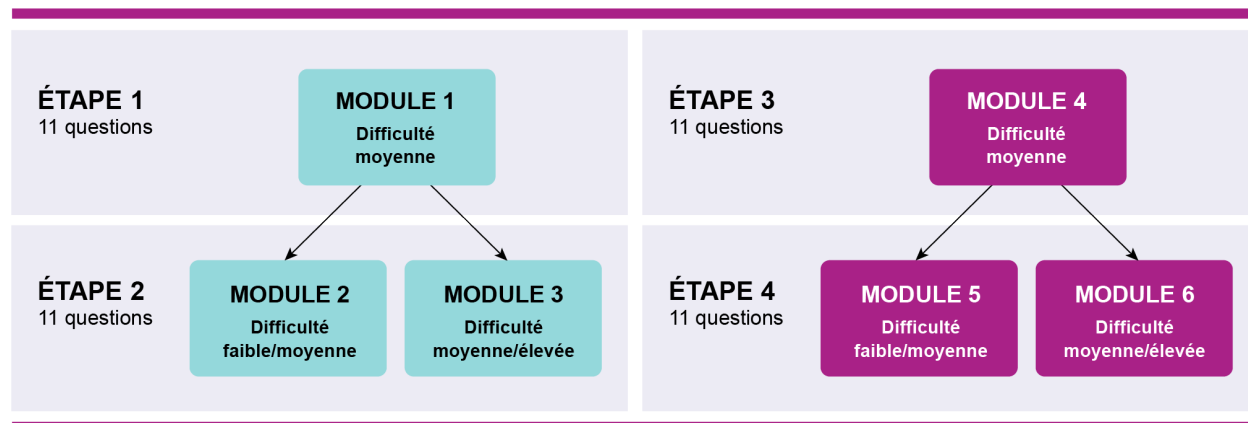 ÉTAPE 1
11 questions
MODULE 1
Difficulté
moyenne
ÉTAPE 2
11 questions
MODULE 2
Difficulté
faible/moyenne
MODULE 3
Difficulté
moyenne/élevée
ÉTAPE 3
11 questions
MODULE 4
Difficulté
moyenne
ÉTAPE 4
11 questions
MODULE 5
Difficulté
faible/moyenne
MODULE 6
Difficulté
moyenne/élevée